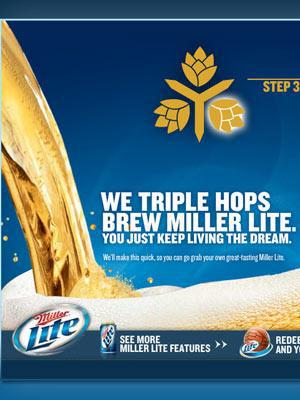 STEP 3
WE TRIPLE HOPS
BREW MILLER LITE.
YOU JUST KEEP LIVING THE DREAM.
We'll make this quick, so you can go grab your own great-tasting Miller Lite.
Miller
Lite
SEE MORE
MILLER LITE FEATURES >>
Lite
REDEE
AND Y